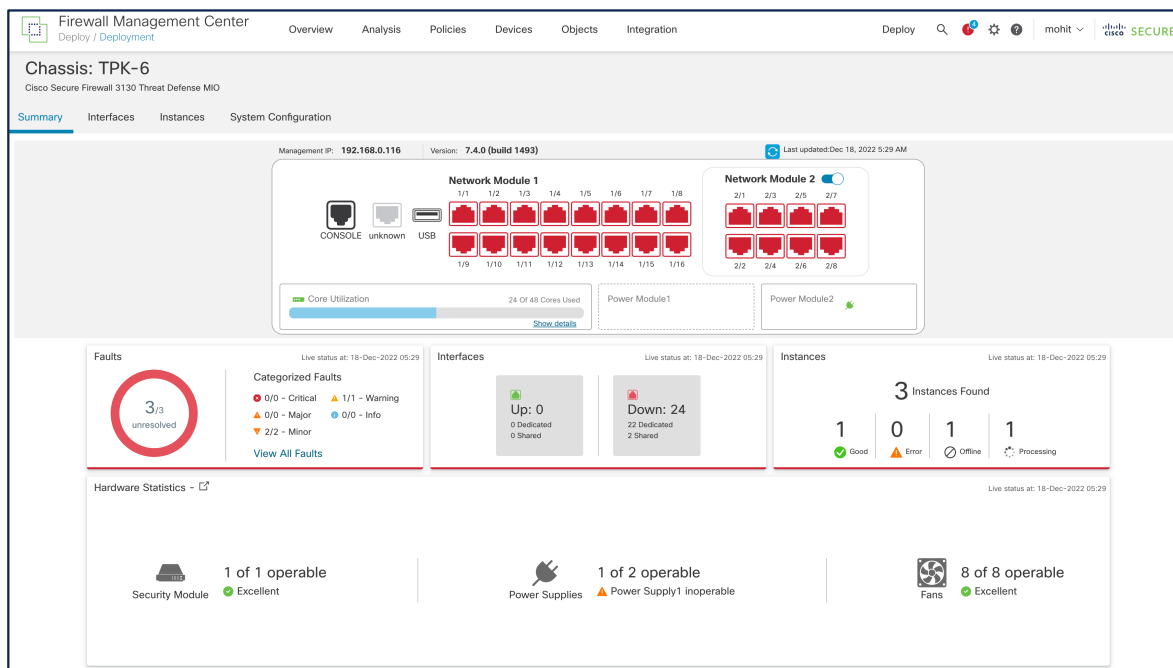 Firewall Management Center
Deploy / Deployment
Overview Analysis Policies Devices Objects Integration
Deploy 4 mohit
CISCO SECURE
Chassis: TPK-6
Cisco Secure Firewall 3130 Threat Defense MIO
Summary Interfaces Instances System Configuration
Management IP: 192.168.0.116 Version: 7.4.0 (build 1493) Last updated:Dec 18, 2022 5:29 AM
Network Module 1 Network Module 2
1/1 1/2 1/3 1/4 1/5 1/6 1/7 1/8 2/1 2/3 2/5 2/7
CONSOLE unknown USB
1/9 1/10 1/11 1/12 1/13 1/14 1/15 1/16 2/2 2/4 2/6 2/8
Core Utilization 24 Of 48 Cores Used
Show details
Power Module1
Power Module2
Faults Live status at: 18-Dec-2022 05:29
3/3
unresolved
Categorized Faults
0/0 - Critical 1/1 - Warning
0/0 - Major 0/0 - Info
2/2 - Minor
View All Faults
Interfaces Live status at: 18-Dec-2022 05:29
Up: 0
0 Dedicated
0 Shared
Down: 24
22 Dedicated
2 Shared
Instances Live status at: 18-Dec-2022 05:29
3 Instances Found
1 0 1 1
Good Error Offline Processing
Hardware Statistics - Live status at: 18-Dec-2022 05:29
Security Module
1 of 1 operable
Excellent
Power Supplies
1 of 2 operable
Power Supply1 inoperable
Fans
8 of 8 operable
Excellent